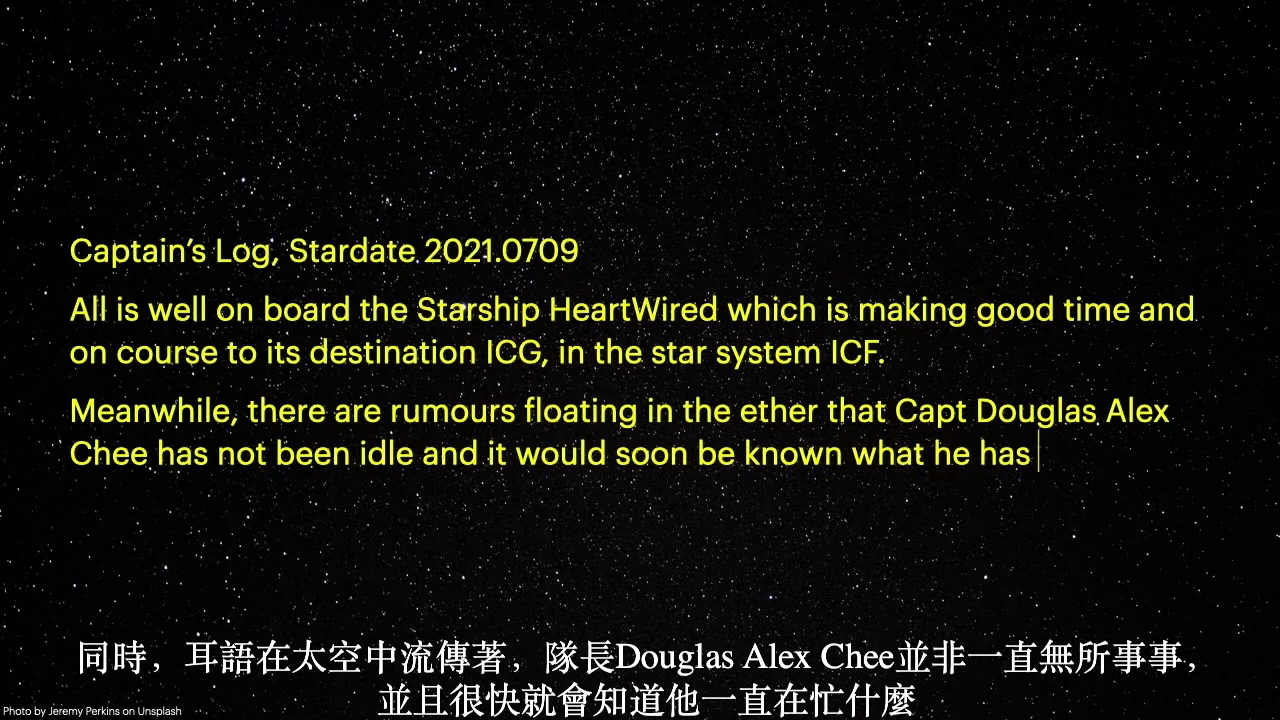 Captain’s Log, Stardate 2021.0709
All is well on board the Starship HeartWired which is making good time and
on course to its destination ICG, in the star system ICF.
Meanwhile, there are rumours floating in the ether that Capt Douglas Alex
Chee has not been idle and it would soon be known what he has
同時，耳語在太空中流傳著，隊長Douglas Alex Chee並非一直無所事事，
並且很快就會知道他一直在忙什麼
Photo by Jeremy Perkins on Unsplash